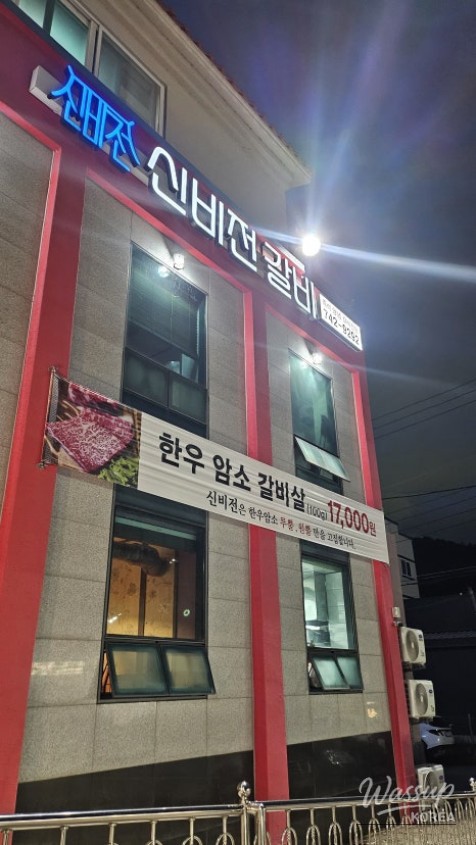 신비전
신비전 갈비
742-9292
한우 암소 갈비살 (100g) 17,000원
신비전은 한우암소 투뿔, 원뿔 만을 고집합니다.
Wassup
KOREA